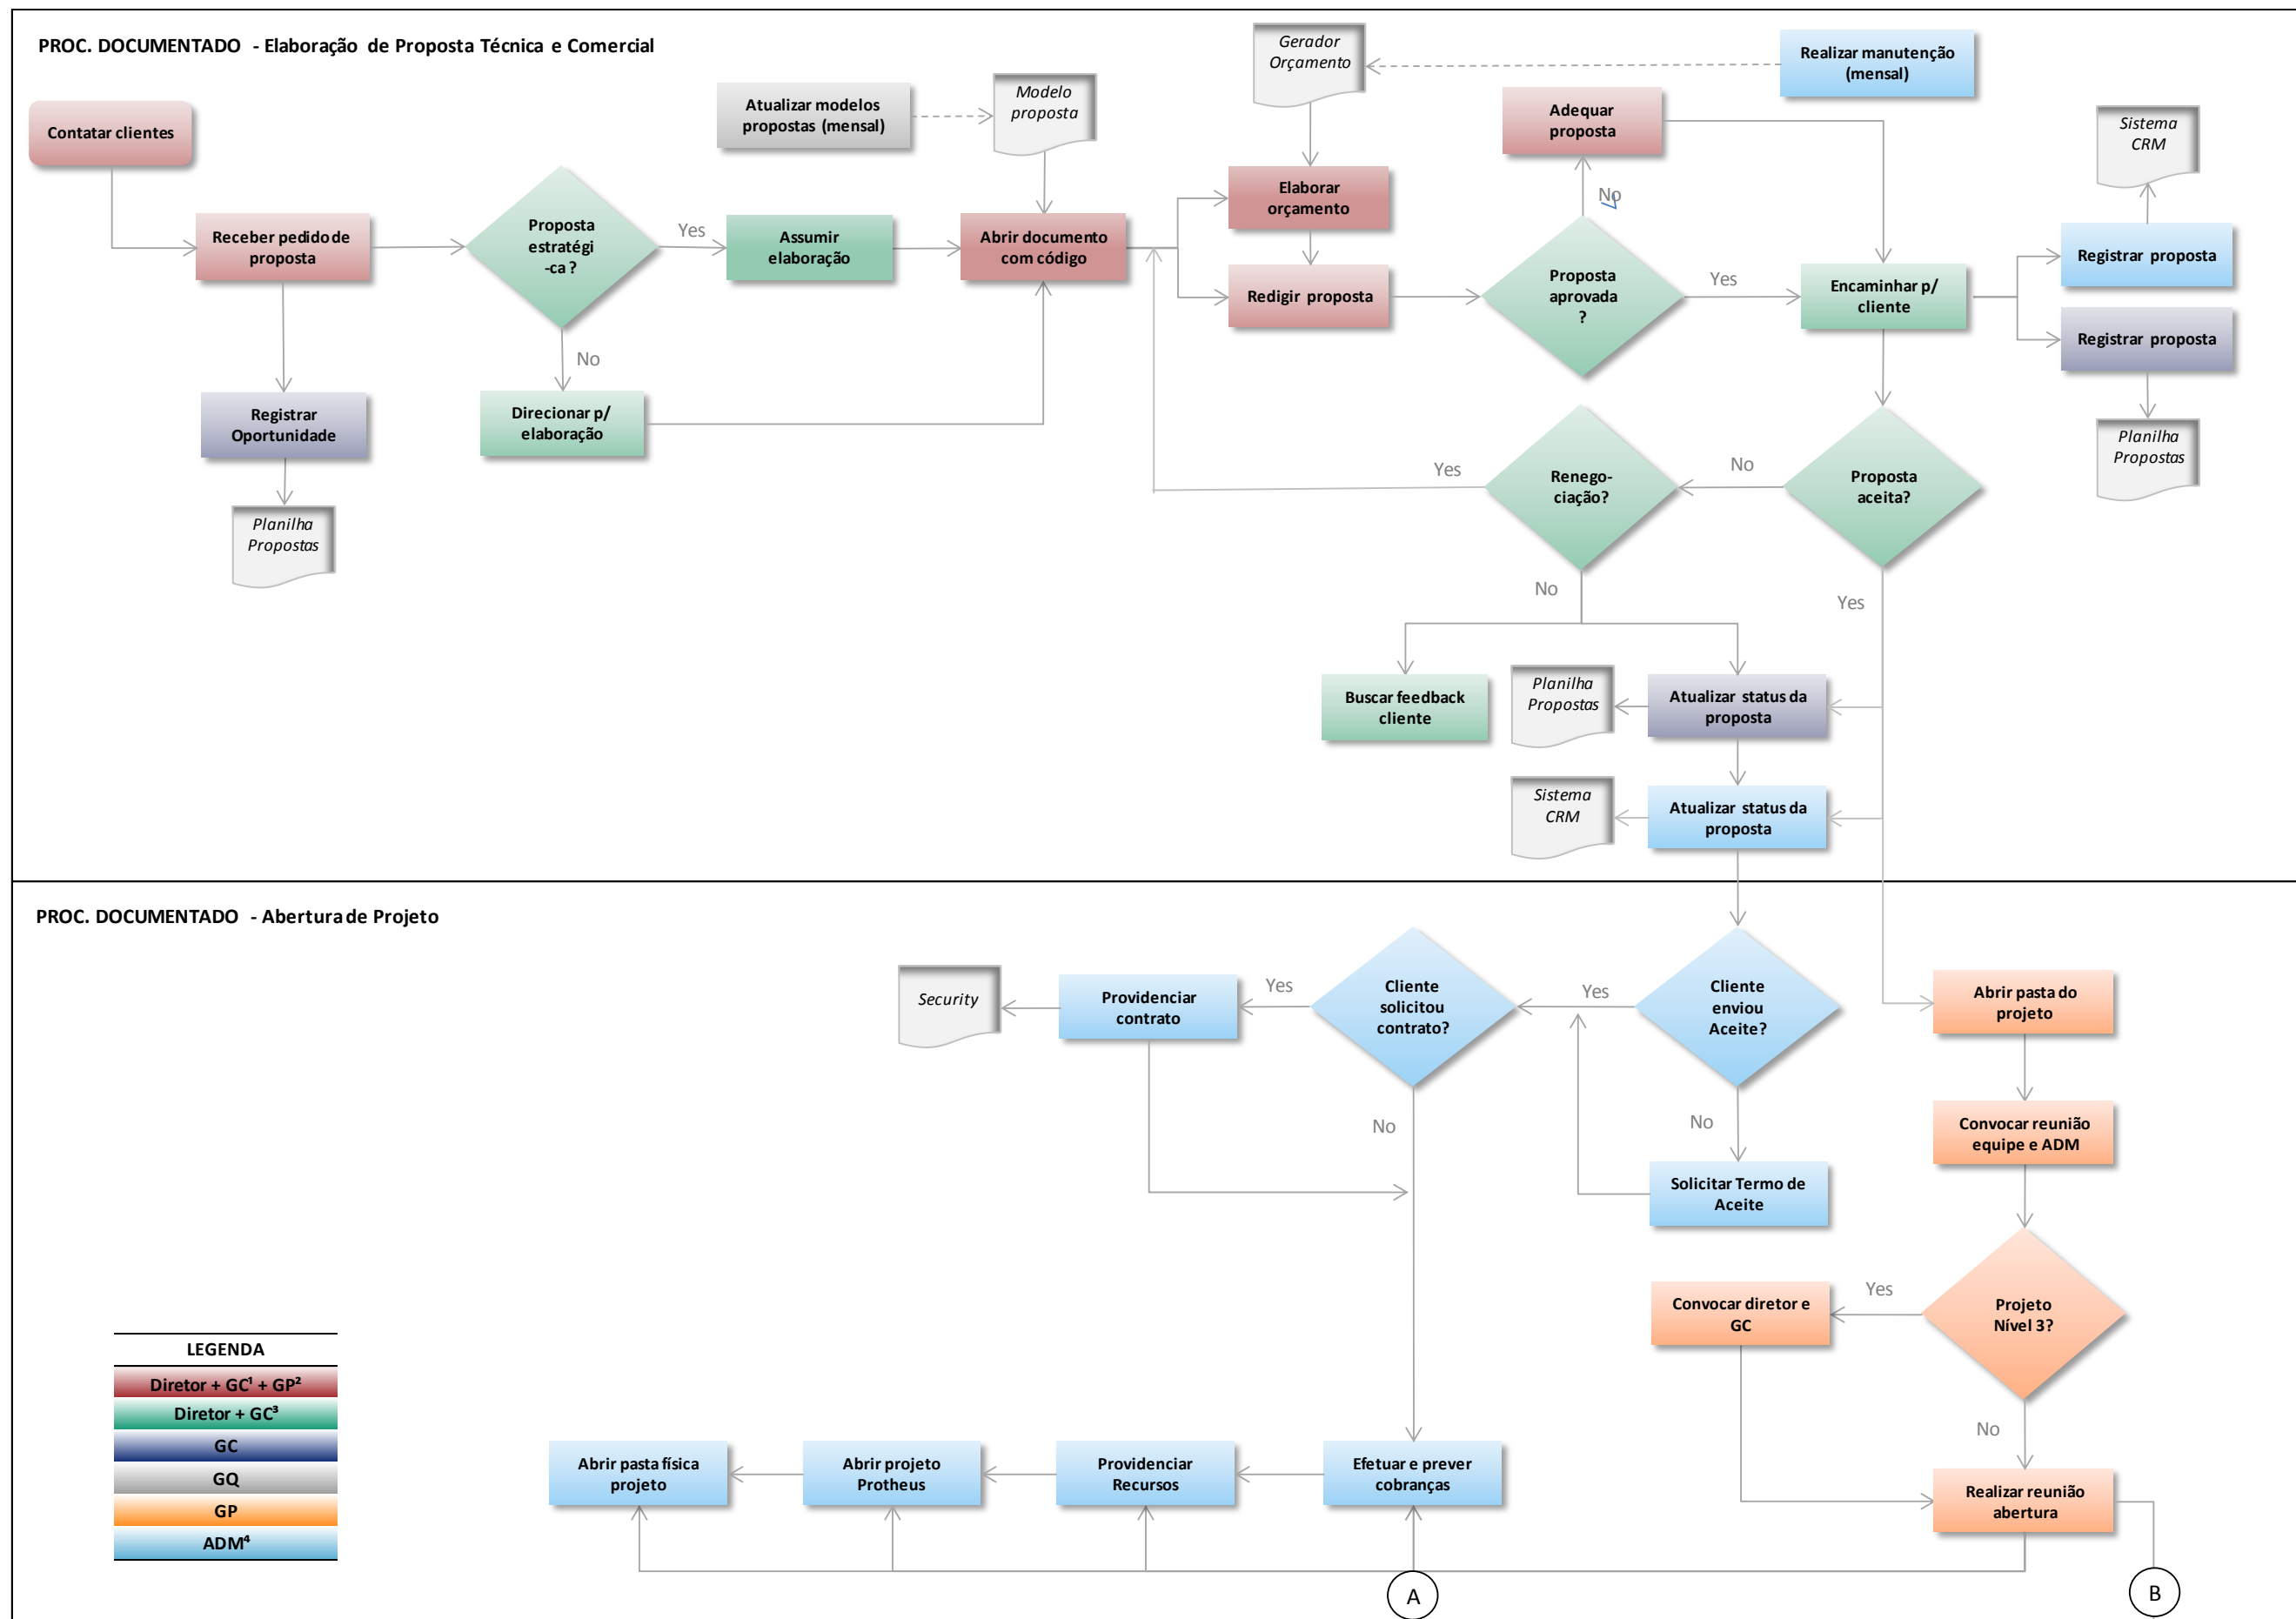 PROC. DOCUMENTADO - Elaboração de Proposta Técnica e Comercial
Gerador
Orçamento
Realizar manutenção
(mensal)
Contatar clientes
Atualizar modelos
propostas (mensal)
Modelo
proposta
Adequar
proposta
Sistema
CRM
No
Receber pedido de
proposta
Proposta
estratégi
-ca ?
Yes
Assumir
elaboração
Abrir documento
com código
Elaborar
orçamento
Redigir proposta
Proposta
aprovada
?
Yes
Encaminhar p/
cliente
Registrar proposta
Registrar proposta
No
Registrar
Oportunidade
Direcionar p/
elaboração
Planilha
Propostas
Yes
Renego-
ciação?
No
Proposta
aceita?
Planilha
Propostas
No
Yes
Buscar feedback
cliente
Planilha
Propostas
Atualizar status da
proposta
Sistema
CRM
Atualizar status da
proposta
PROC. DOCUMENTADO - Abertura de Projeto
Security
Providenciar
contrato
Yes
Cliente
solicitou
contrato?
Yes
Cliente
enviou
Aceite?
Abrir pasta do
projeto
No
No
Convocar reunião
equipe e ADM
Solicitar Termo de
Aceite
Convocar diretor e
GC
Yes
Projeto
Nível 3?
No
LEGENDA
Diretor + GC¹ + GP²
Diretor + GC³
GC
GQ
GP
ADM⁴
Abrir pasta física
projeto
Abrir projeto
Protheus
Providenciar
Recursos
Efetuar e prever
cobranças
Realizar reunião
abertura
A
B